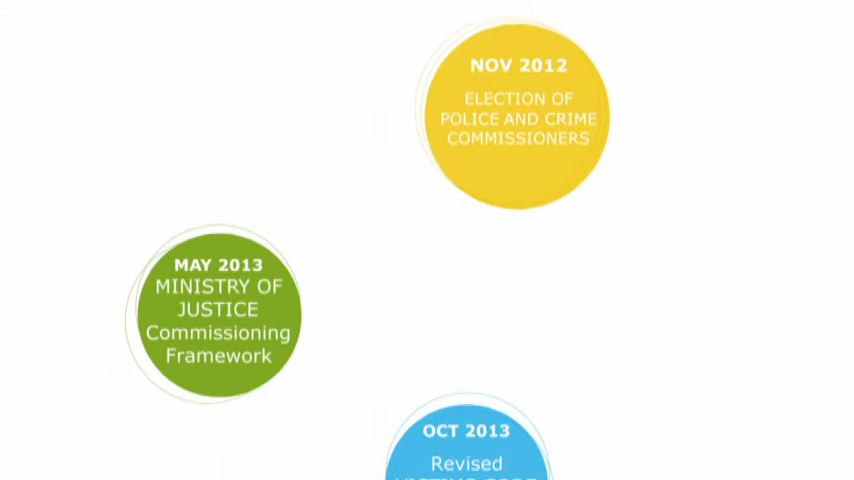 NOV 2012
ELECTION OF
POLICE AND CRIME
COMMISSIONERS
MAY 2013
MINISTRY OF
JUSTICE
Commissioning
Framework
OCT 2013
Revised